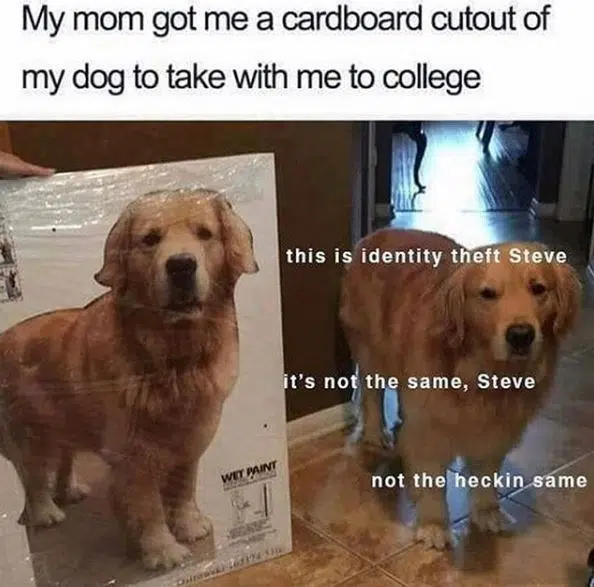 My mom got me a cardboard cutout of
my dog to take with me to college
this is identity theft Steve
it's not the same, Steve
WET PAINT
not the heckin same